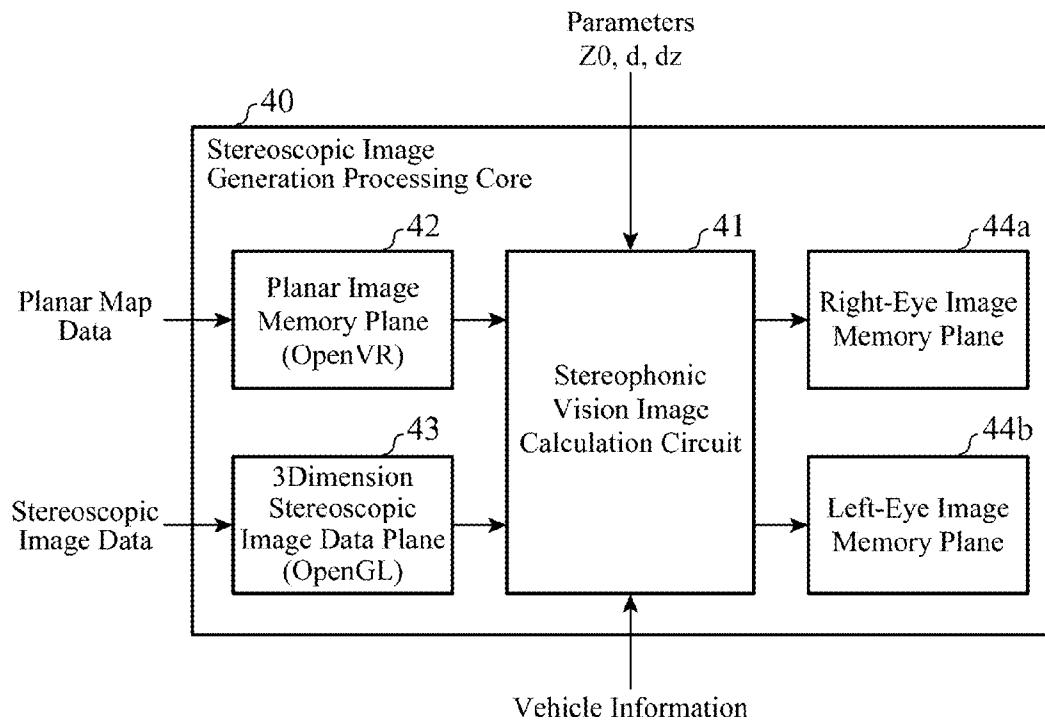 Parameters
Z0, d, dz
40
Stereoscopic Image
Generation Processing Core
42
41
44a
Planar Map
Data
Planar Image
Memory Plane
(OpenVR)
Stereophonic
Vision Image
Calculation Circuit
Right-Eye Image
Memory Plane
43
44b
Stereoscopic
Image Data
3Dimension
Stereoscopic
Image Data Plane
(OpenGL)
Left-Eye Image
Memory Plane
Vehicle Information